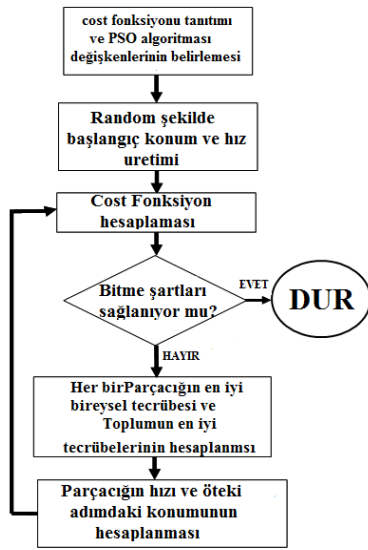 cost fonksiyonu tanıtımı
ve PSO algoritması
değişkenlerinin belirlemesi
Random şekilde
başlangıç konum ve hız
uretimi
Cost Fonksiyon
hesaplaması
Bitme şartları
sağlanıyor mu?
EVET
DUR
HAYIR
Her birParçacığın en iyi
bireysel tecrübesi ve
Toplumun en iyi
tecrübelerinin hesaplanmsı
Parçacığın hızı ve öteki
adımdaki konumunun
hesaplanması